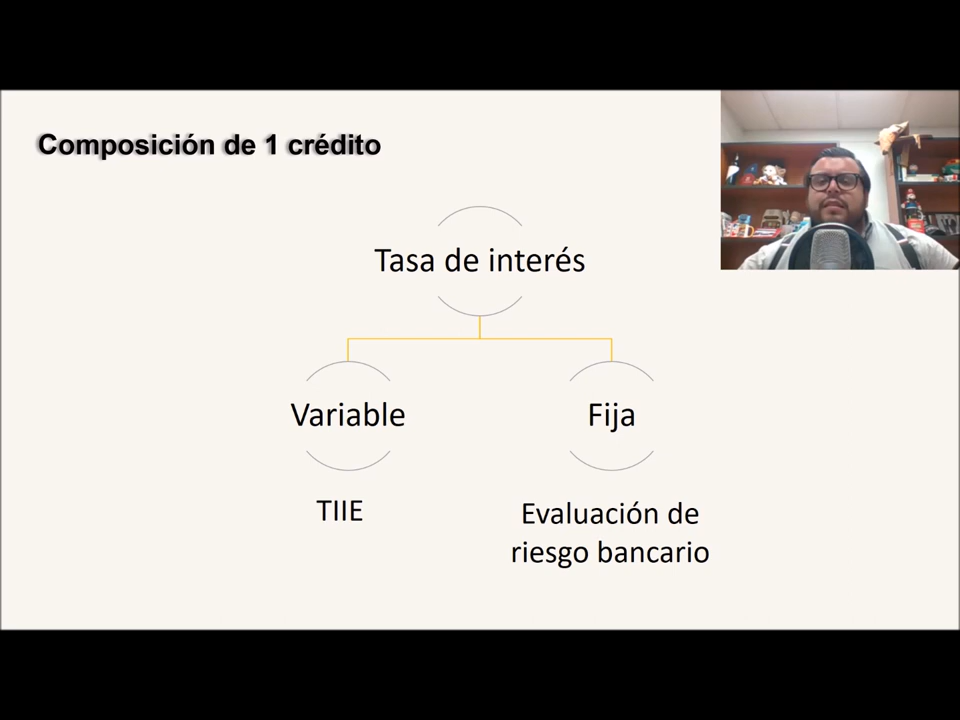 Composición de 1 crédito
Tasa de interés
Variable
Fija
TIIE
Evaluación de
riesgo bancario